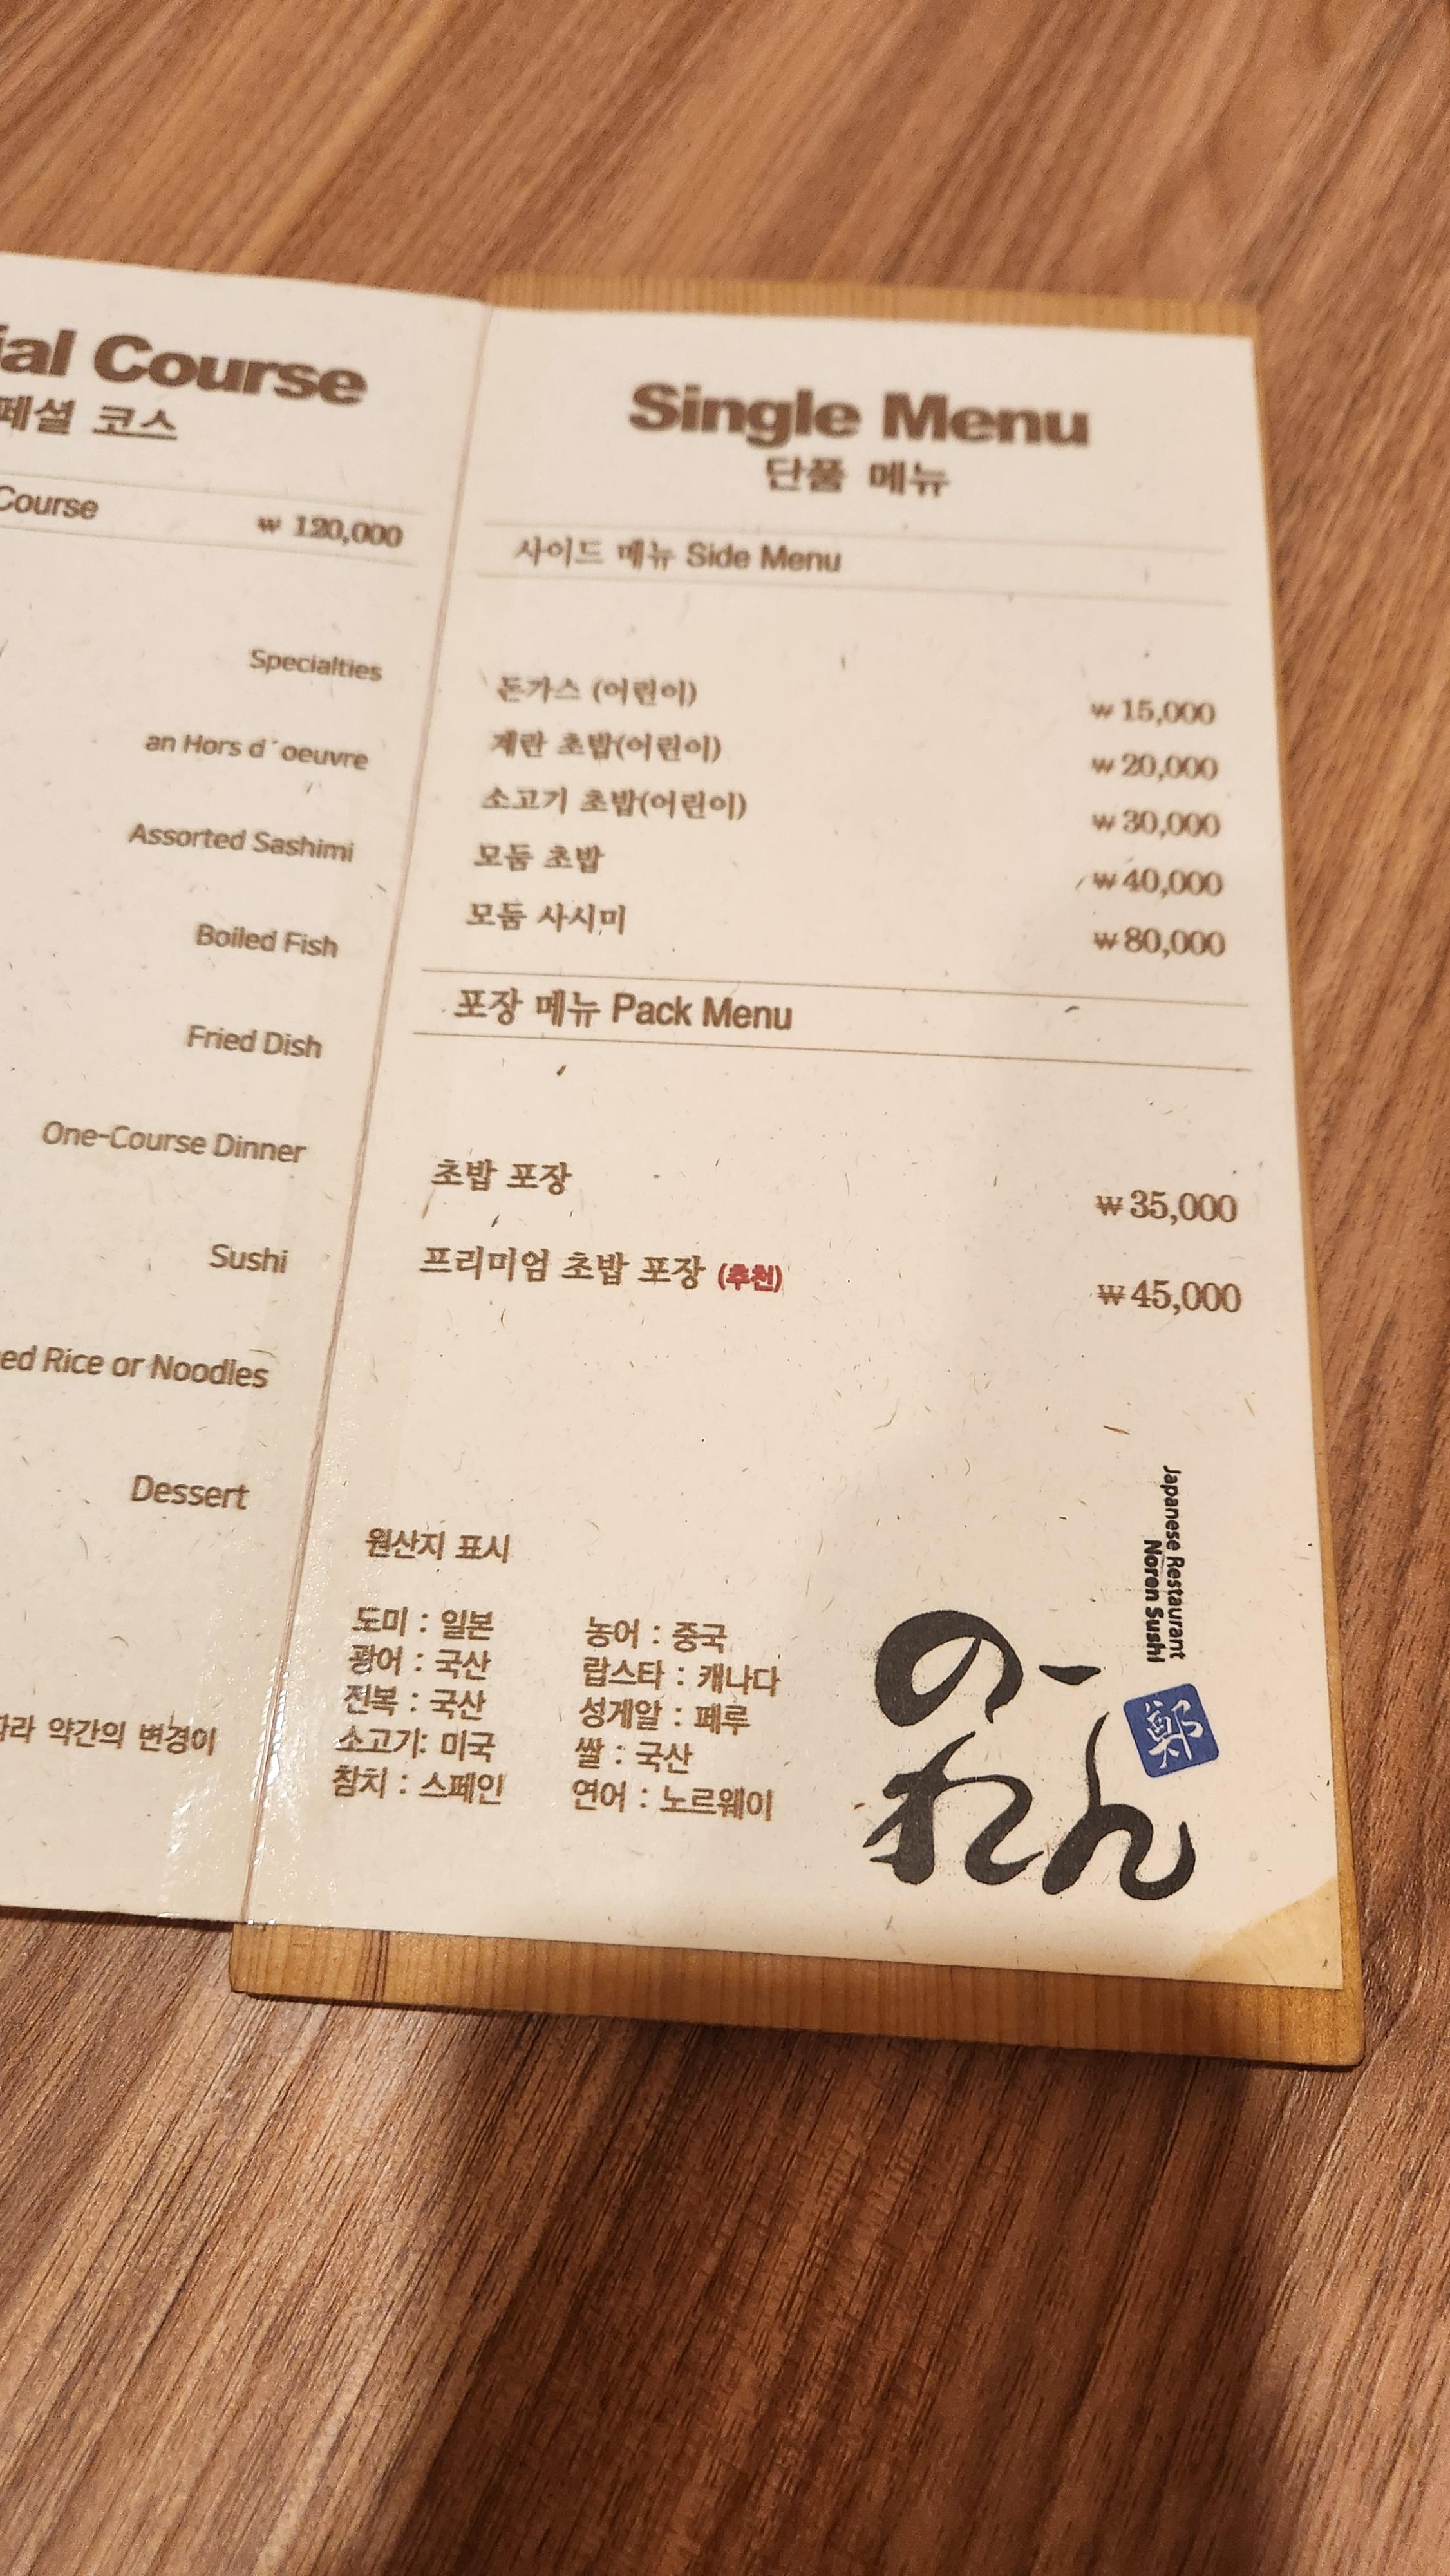 ial Course
페셜 코스
Course ₩ 120,000
Specialties
an Hors d´oeuvre
Assorted Sashimi
Boiled Fish
Fried Dish
One-Course Dinner
Sushi
ed Rice or Noodles
Dessert
따라 약간의 변경이
Single Menu
단품 메뉴
사이드 메뉴 Side Menu
돈가스 (어린이) ₩ 15,000
계란 초밥(어린이) ₩ 20,000
소고기 초밥(어린이) ₩ 30,000
모둠 초밥 ₩ 40,000
모둠 사시미 ₩ 80,000
포장 메뉴 Pack Menu
초밥 포장 ₩ 35,000
프리미엄 초밥 포장 (추천) ₩ 45,000
원산지 표시
도미 : 일본 농어 : 중국
광어 : 국산 랍스타 : 캐나다
전복 : 국산 성게알 : 페루
소고기: 미국 쌀 : 국산
참치 : 스페인 연어 : 노르웨이
Japanese Restaurant
Noren Sushi
のー
れん
鄭